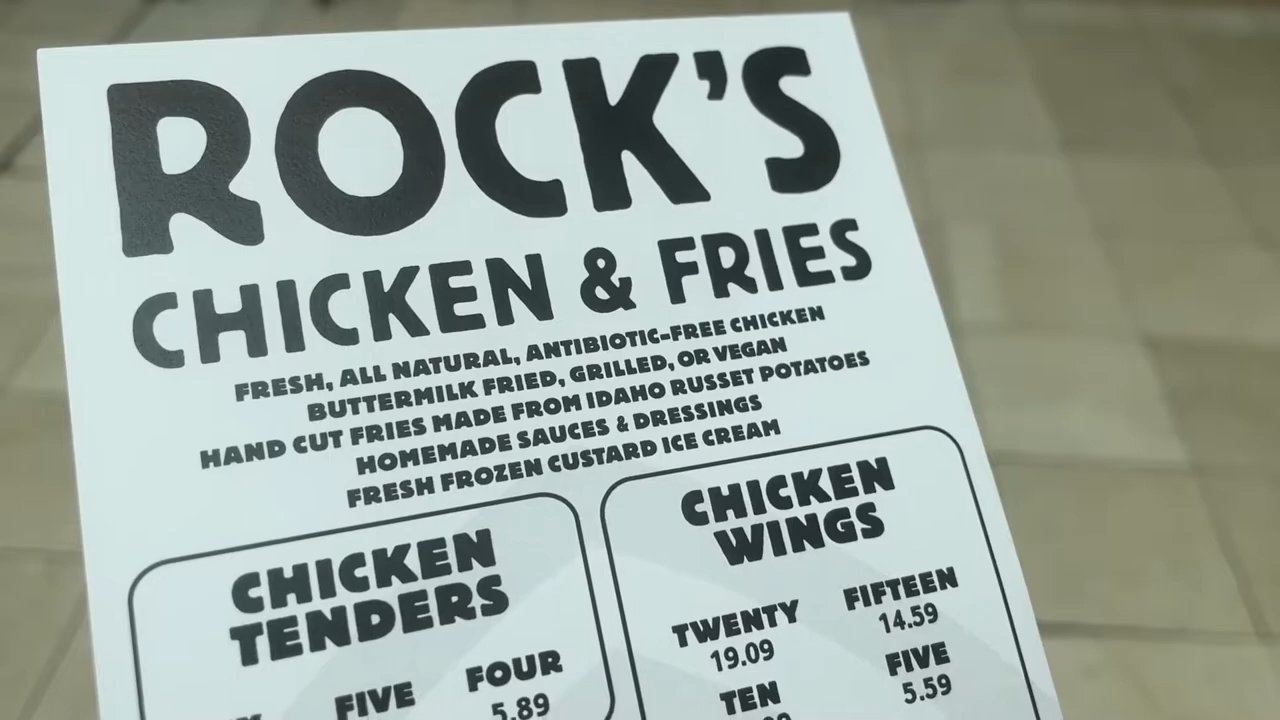 ROCK'S
CHICKEN & FRIES
FRESH, ALL NATURAL, ANTIBIOTIC-FREE CHICKEN
BUTTERMILK FRIED, GRILLED, OR VEGAN
HAND CUT FRIES MADE FROM IDAHO RUSSET POTATOES
HOMEMADE SAUCES & DRESSINGS
FRESH FROZEN CUSTARD ICE CREAM
CHICKEN
TENDERS
FIVE FOUR
5.89
CHICKEN
WINGS
TWENTY FIFTEEN
19.09 14.59
TEN FIVE
5.59